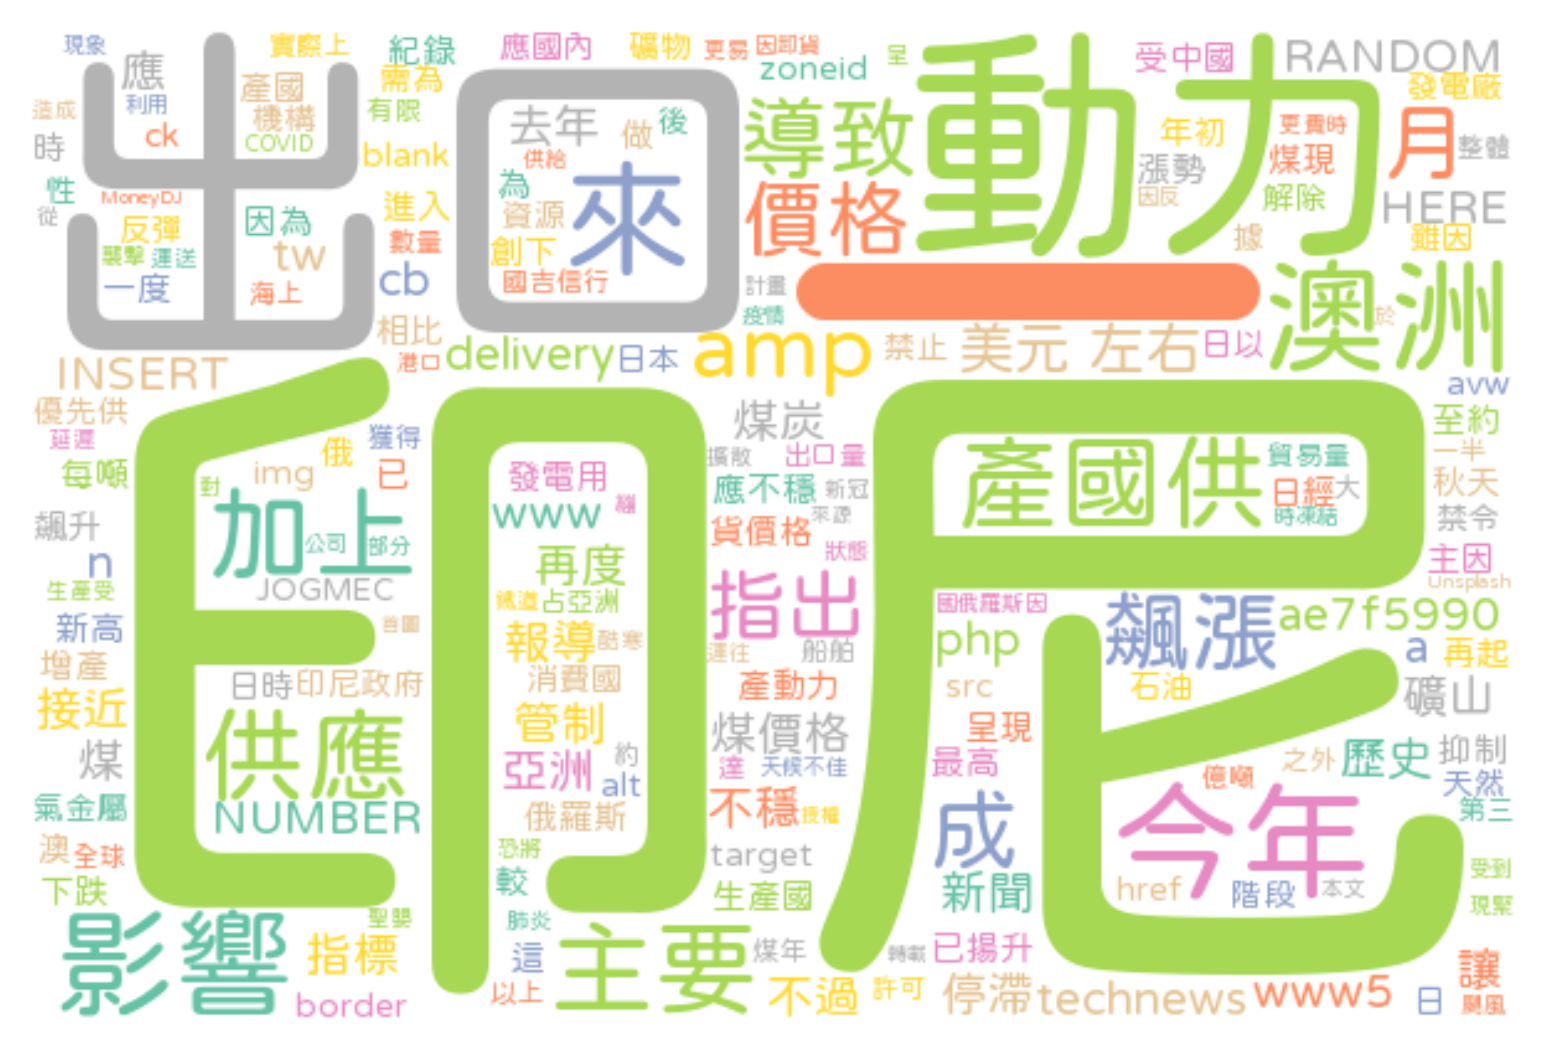 現象
實際上
紀錄
應國內
礦物
更易
因卸貨
呈
受中國
RANDOM
應
產國
需為
zoneid
發電廠
造成
利用
機構
有限
去年
做
後
導致
動力
年初
更費時
月
時
ck
COVID
blank
供給
漲勢
煤現
整體
出口
性
MoneyDJ
為
來
價格
因反
解除
HERE
從
反彈
因為
進入
資源
據
雖因
襲擊
運送
tw
數量
創下
一度
海上
cb
國吉信行
計畫
一
澳洲
疫情
於
相比
港口
delivery
日本
amp
禁止
美元
左右
日以
INSERT
avw
優先供
印尼
煤炭
至約
延遲
俄
獲得
擴散
出口量
產國供
貿易量
一半
每噸
對
img
已
發電用
應不穩
新冠
日經
大
秋天
飆升
加上
公司
部分
www
貨價格
來源
時凍結
禁令
n
再度
狀態
主因
生產受
JOGMEC
鐵道
占亞洲
指出
國俄羅斯因
飆漲
ae7f5990
Unsplash
新高
首圖
報導
酷寒
運往
船舶
php
a
再起
增產
日時
印尼政府
消費國
產動力
src
石油
礦山
接近
供應
管制
煤價格
呈現
煤
亞洲
約
達
天候不佳
最高
億噸
之外
歷史
抑制
天然
氣金屬
NUMBER
alt
俄羅斯
不穩
授權
成
今年
第三
澳
全球
恐將
target
下跌
較
生產國
新聞
href
階段
本文
受到
現緊
影響
聖嬰
肺炎
指標
這
主要
煤年
轉載
已揚升
讓
border
以上
不過
許可
停滯
technews
www5
日
颶風